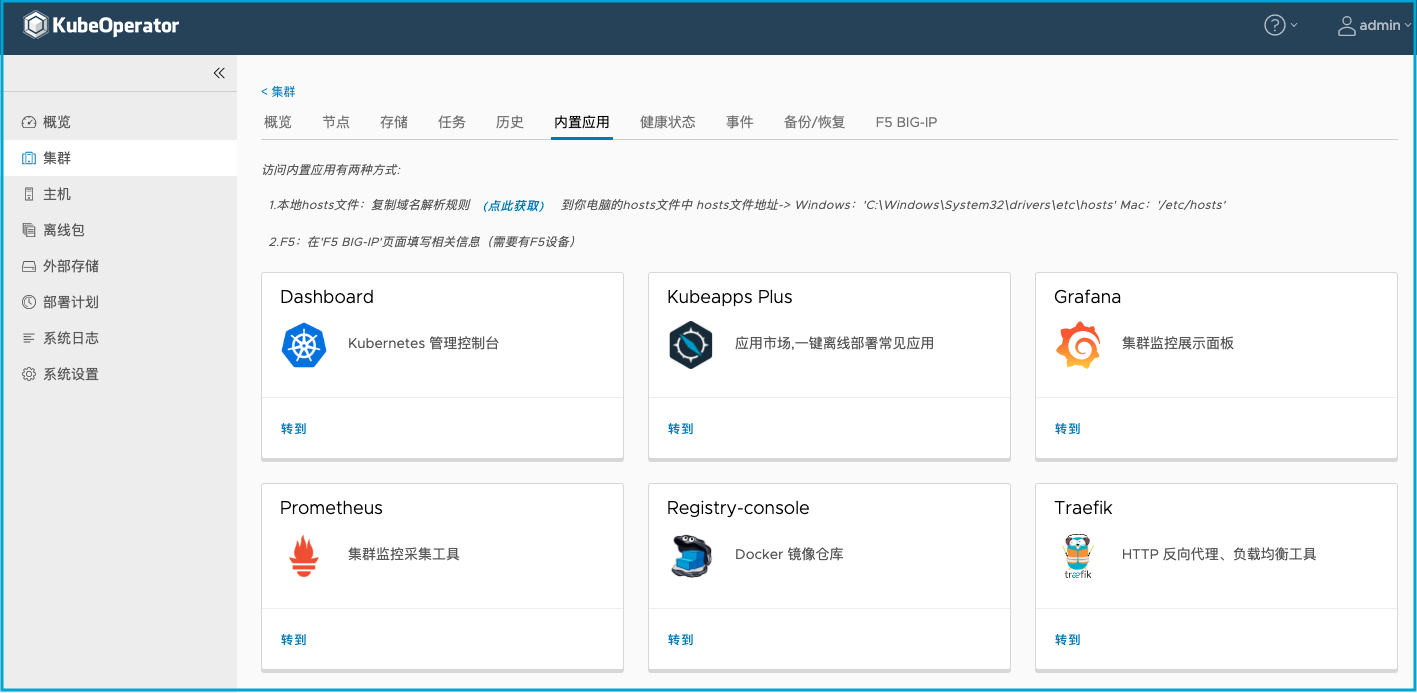 KubeOperator
?
admin
概览
集群
主机
离线包
外部存储
部署计划
系统日志
系统设置
< 集群
概览 节点 存储 任务 历史 内置应用 健康状态 事件 备份/恢复 F5 BIG-IP
访问内置应用有两种方式:
1.本地hosts文件：复制域名解析规则 （点此获取） 到你电脑的hosts文件中 hosts文件地址-> Windows：'C:\Windows\System32\drivers\etc\hosts' Mac：'/etc/hosts'
2.F5：在'F5 BIG-IP'页面填写相关信息（需要有F5设备）
Dashboard
Kubernetes 管理控制台
转到
Kubeapps Plus
应用市场,一键离线部署常见应用
转到
Grafana
集群监控展示面板
转到
Prometheus
集群监控采集工具
转到
Registry-console
Docker 镜像仓库
转到
Traefik
træfik
HTTP 反向代理、负载均衡工具
转到